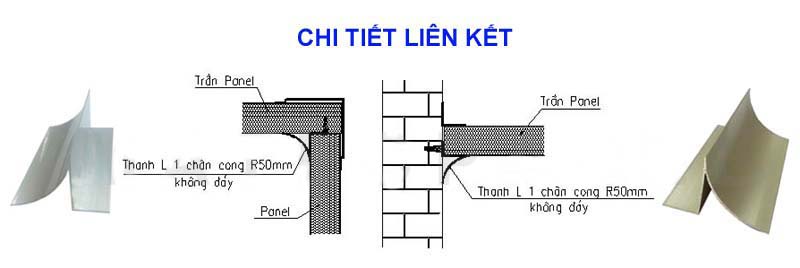 CHI TIẾT LIÊN KẾT
Trần Panel
Thanh L 1 chân cong R50mm
không đáy
Panel
Trần Panel
Thanh L 1 chân cong R50mm
không đáy